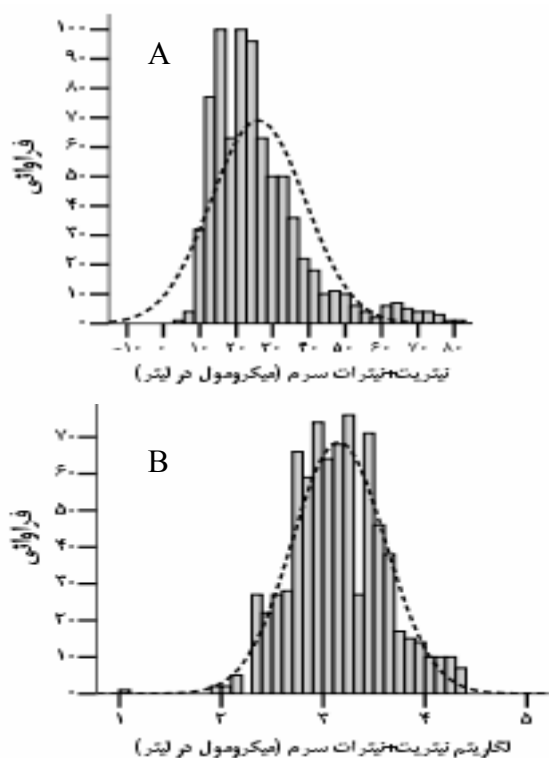 A
فراوانی
۱۰۰
۹۰
۸۰
۷۰
۶۰
۵۰
۴۰
۳۰
۲۰
۱۰
۰
-۱۰ ۰ ۱۰ ۲۰ ۳۰ ۴۰ ۵۰ ۶۰ ۷۰ ۸۰
نیتریت+نیترات سرم (میکرومول در لیتر)
B
فراوانی
۷۰
۶۰
۵۰
۴۰
۳۰
۲۰
۱۰
۰
۱ ۲ ۳ ۴ ۵
لگاریتم نیتریت+نیترات سرم (میکرومول در لیتر)